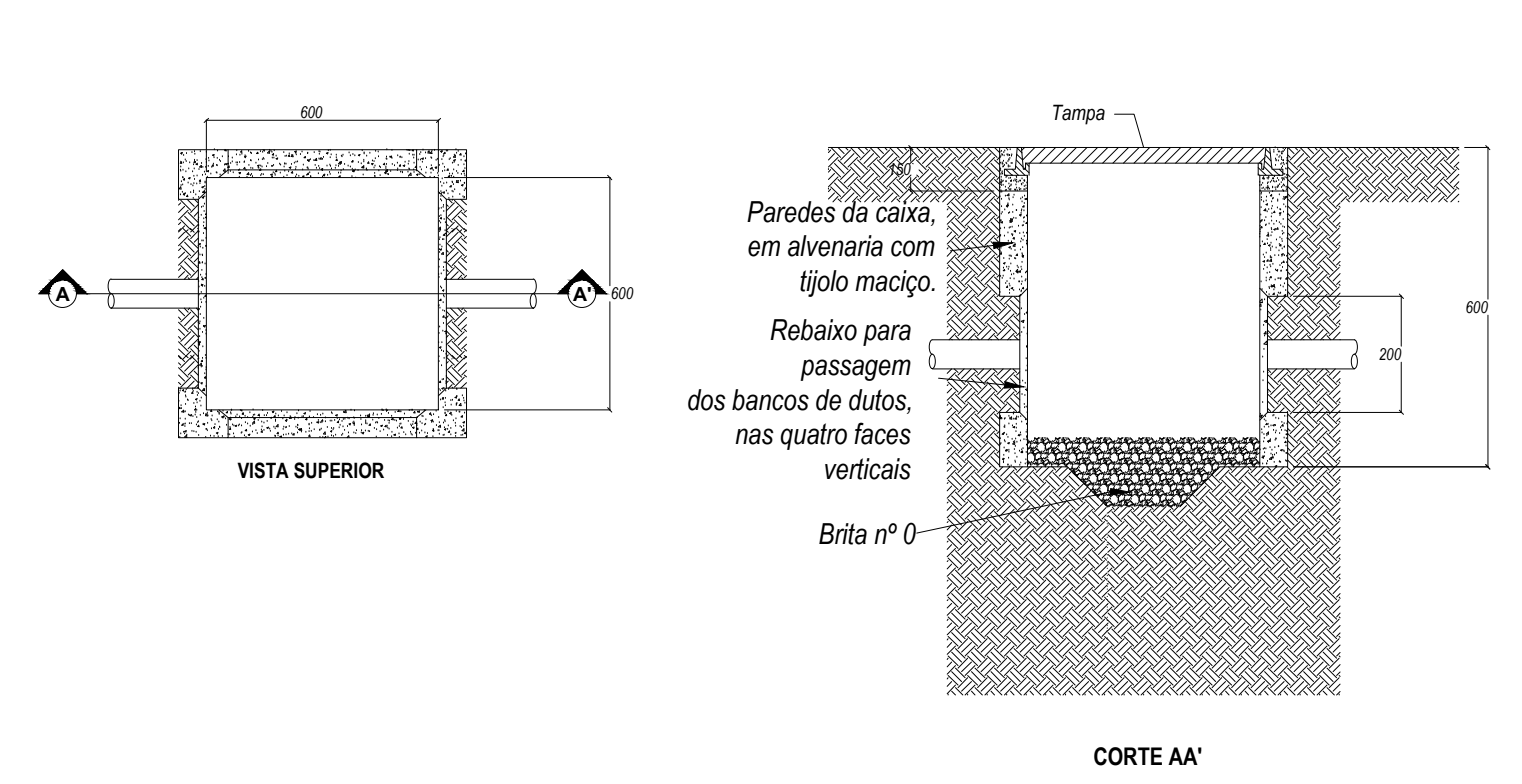 600
600
A
A'
VISTA SUPERIOR
Tampa
150
Paredes da caixa,
em alvenaria com
tijolo maciço.
Rebaixo para
passagem
dos bancos de dutos,
nas quatro faces
verticais
Brita nº 0
600
200
CORTE AA'